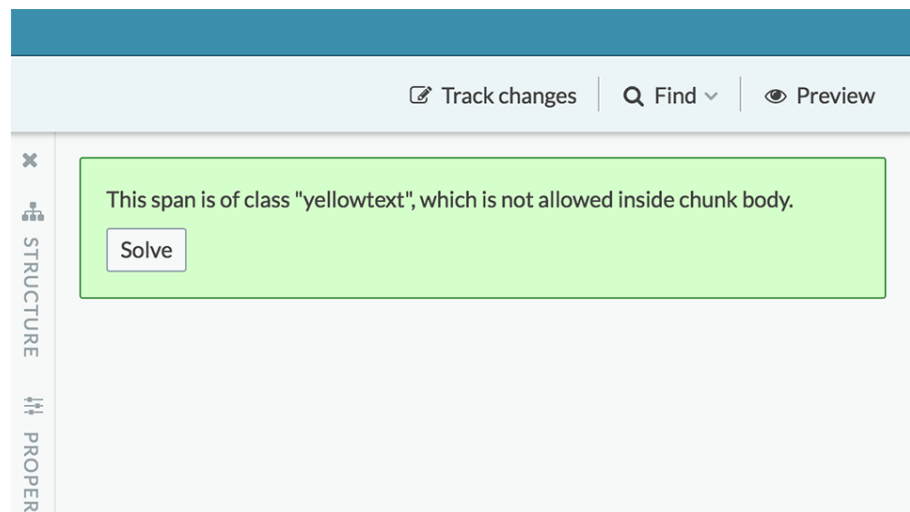 Track changes
Find
Preview
This span is of class "yellowtext", which is not allowed inside chunk body.
Solve
STRUCTURE
PROPER